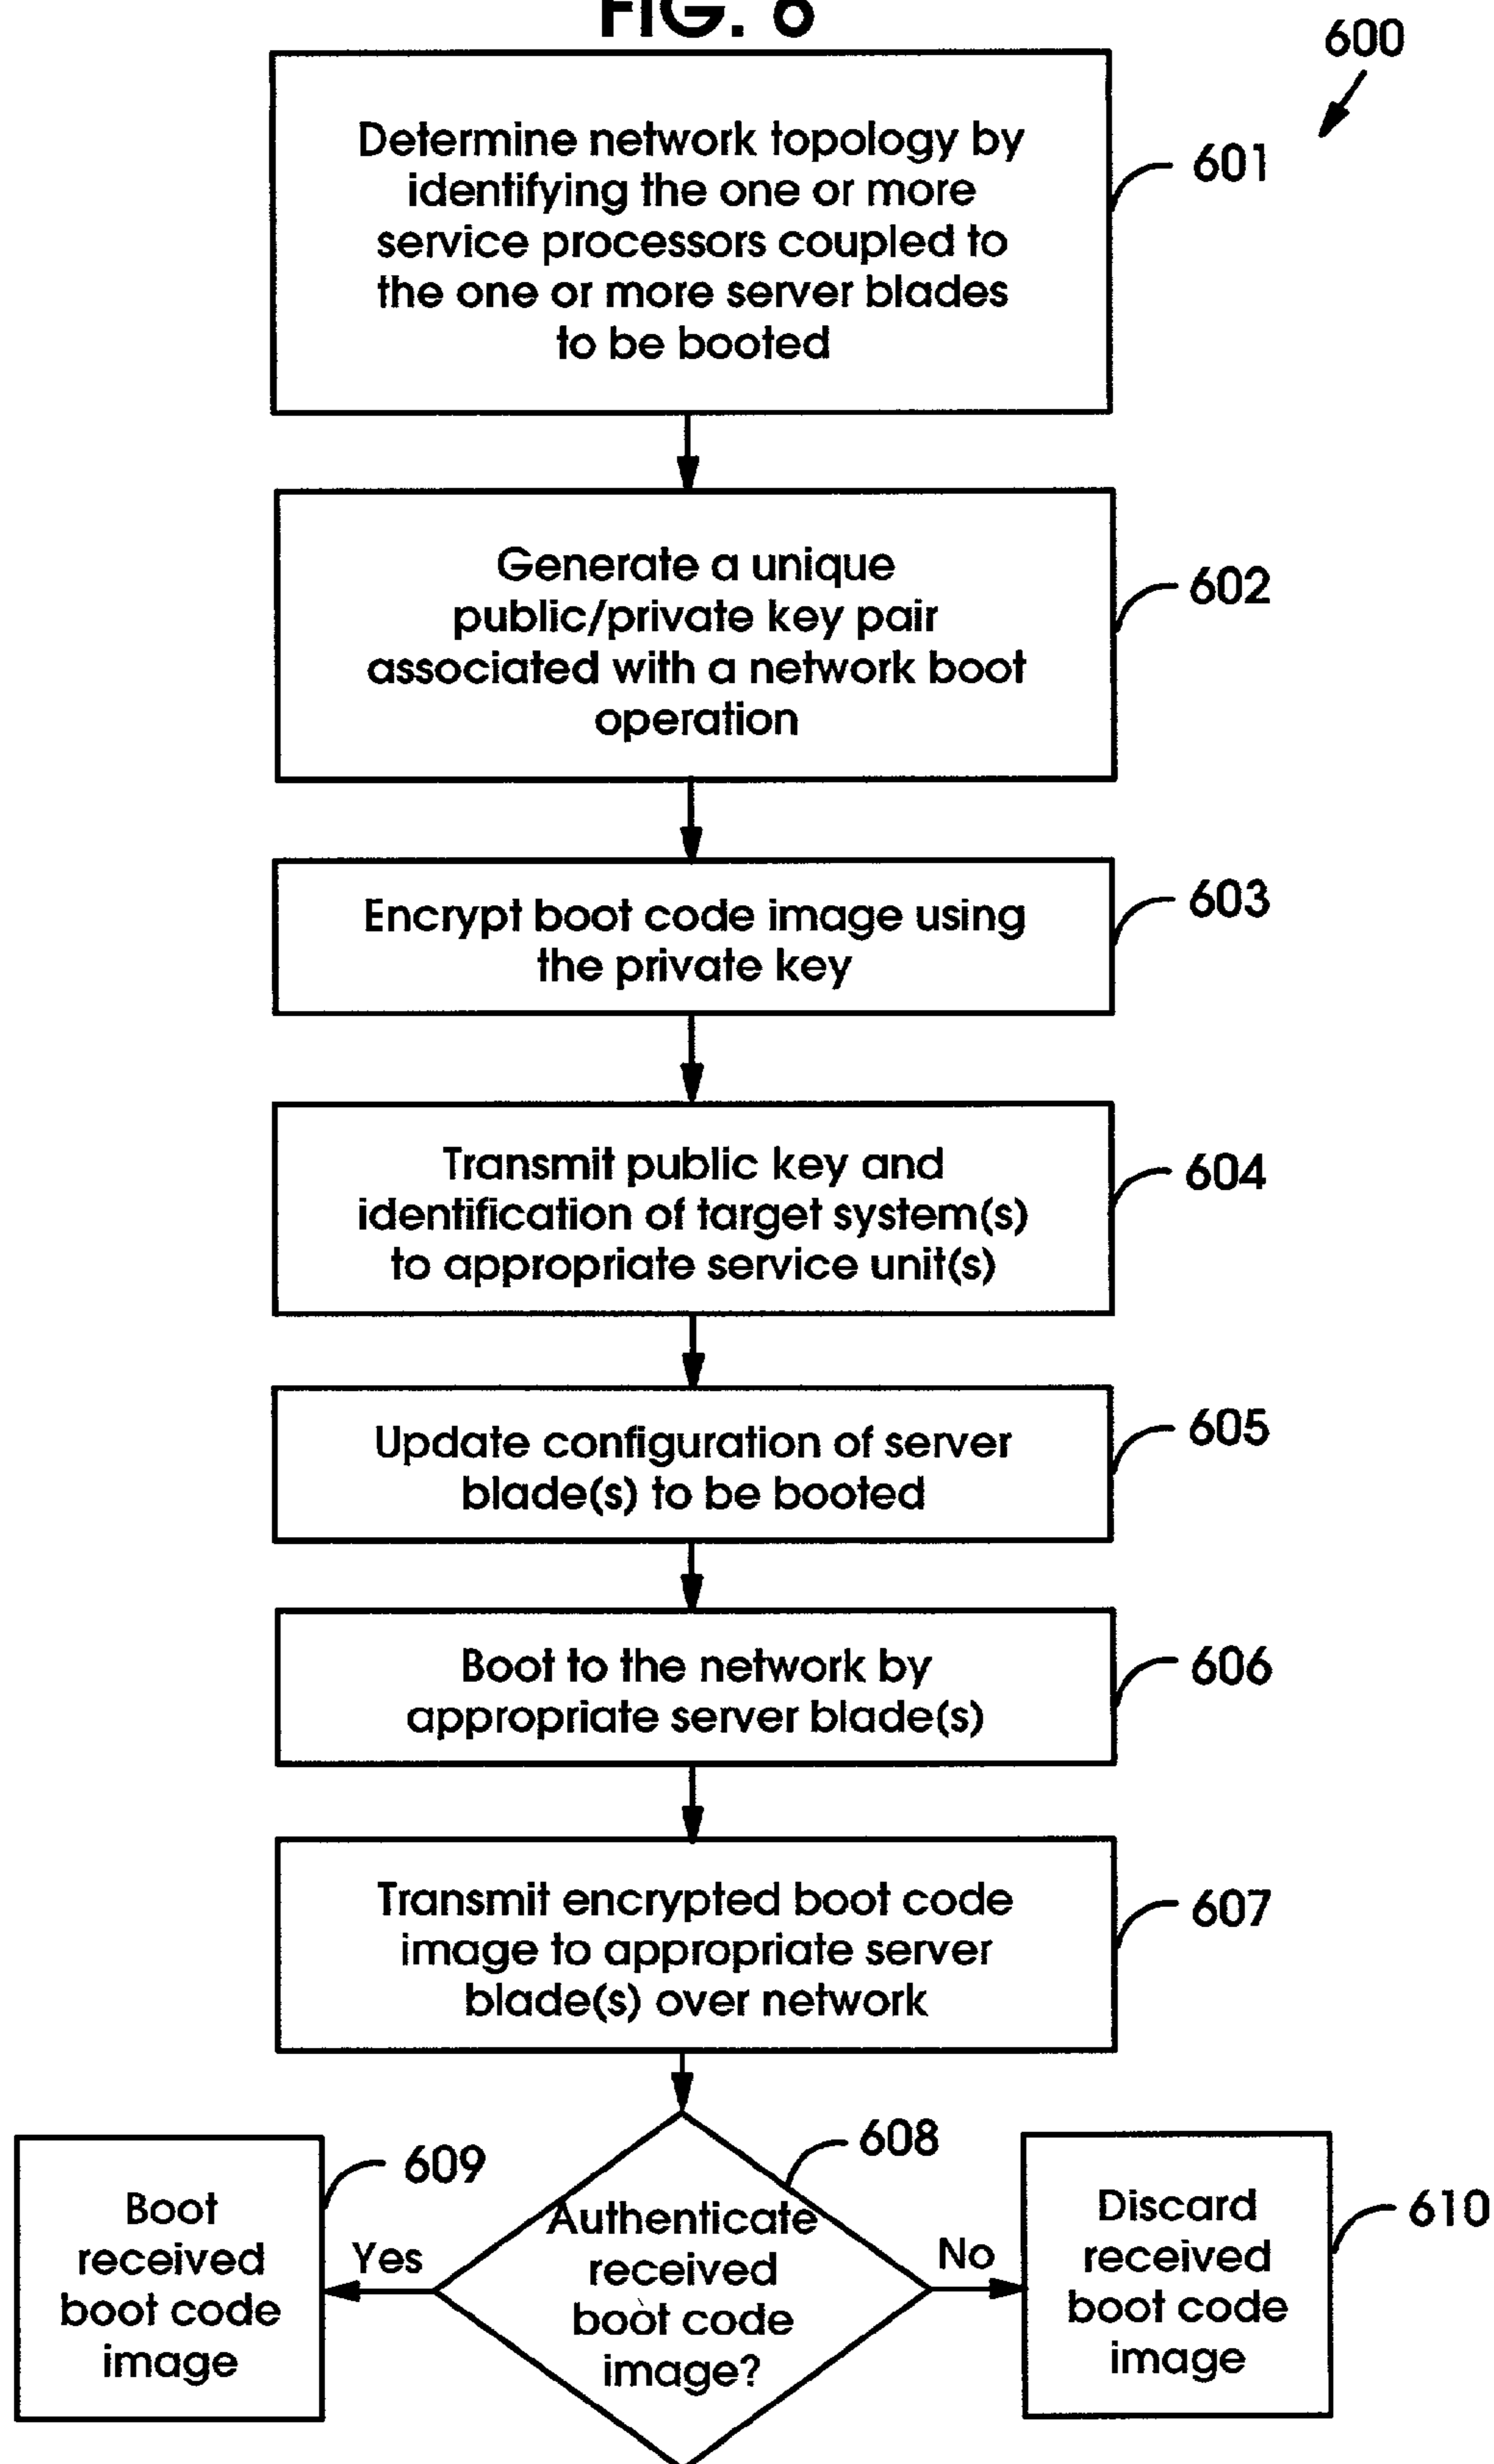 FIG. 6
600
Determine network topology by
identifying the one or more
service processors coupled to
the one or more server blades
to be booted
601
Generate a unique
public/private key pair
associated with a network boot
operation
602
Encrypt boot code image using
the private key
603
Transmit public key and
identification of target system(s)
to appropriate service unit(s)
604
Update configuration of server
blade(s) to be booted
605
Boot to the network by
appropriate server blade(s)
606
Transmit encrypted boot code
image to appropriate server
blade(s) over network
607
608
Authenticate
received
boot code
image?
Yes
609
Boot
received
boot code
image
No
610
Discard
received
boot code
image